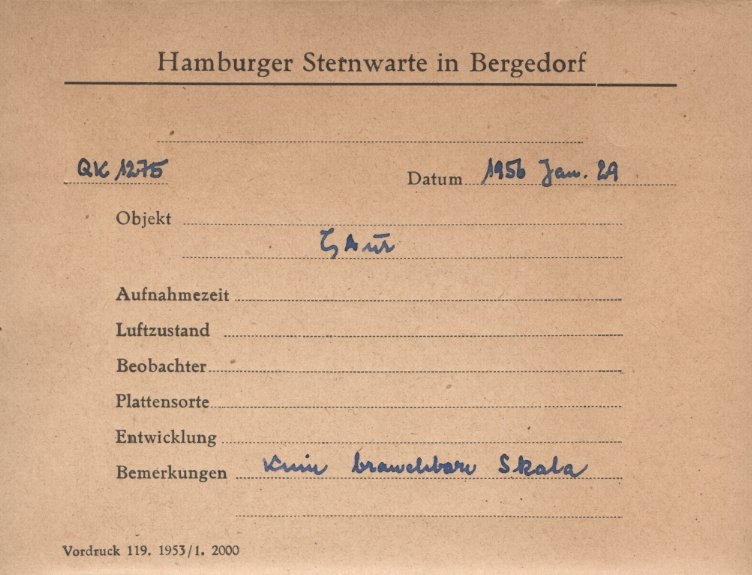 Hamburger Sternwarte in Bergedorf
QK 1275 Datum 1956 Jan. 29
Objekt
ζ Aur
Aufnahmezeit
Luftzustand
Beobachter
Plattensorte
Entwicklung
Bemerkungen keine brauchbare Skala
Vordruck 119. 1953/1. 2000